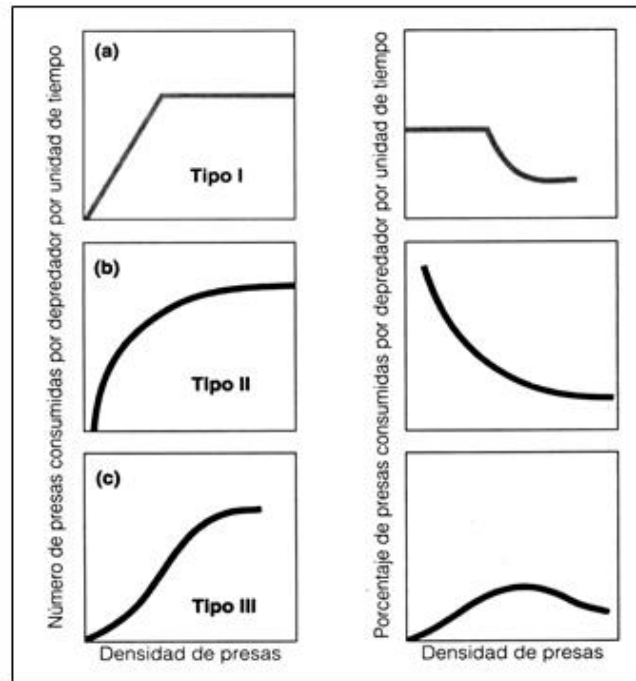 Número de presas consumidas por depredador por unidad de tiempo
(a)
Tipo I
(b)
Tipo II
(c)
Tipo III
Densidad de presas
Porcentaje de presas consumidas por depredador por unidad de tiempo
Densidad de presas